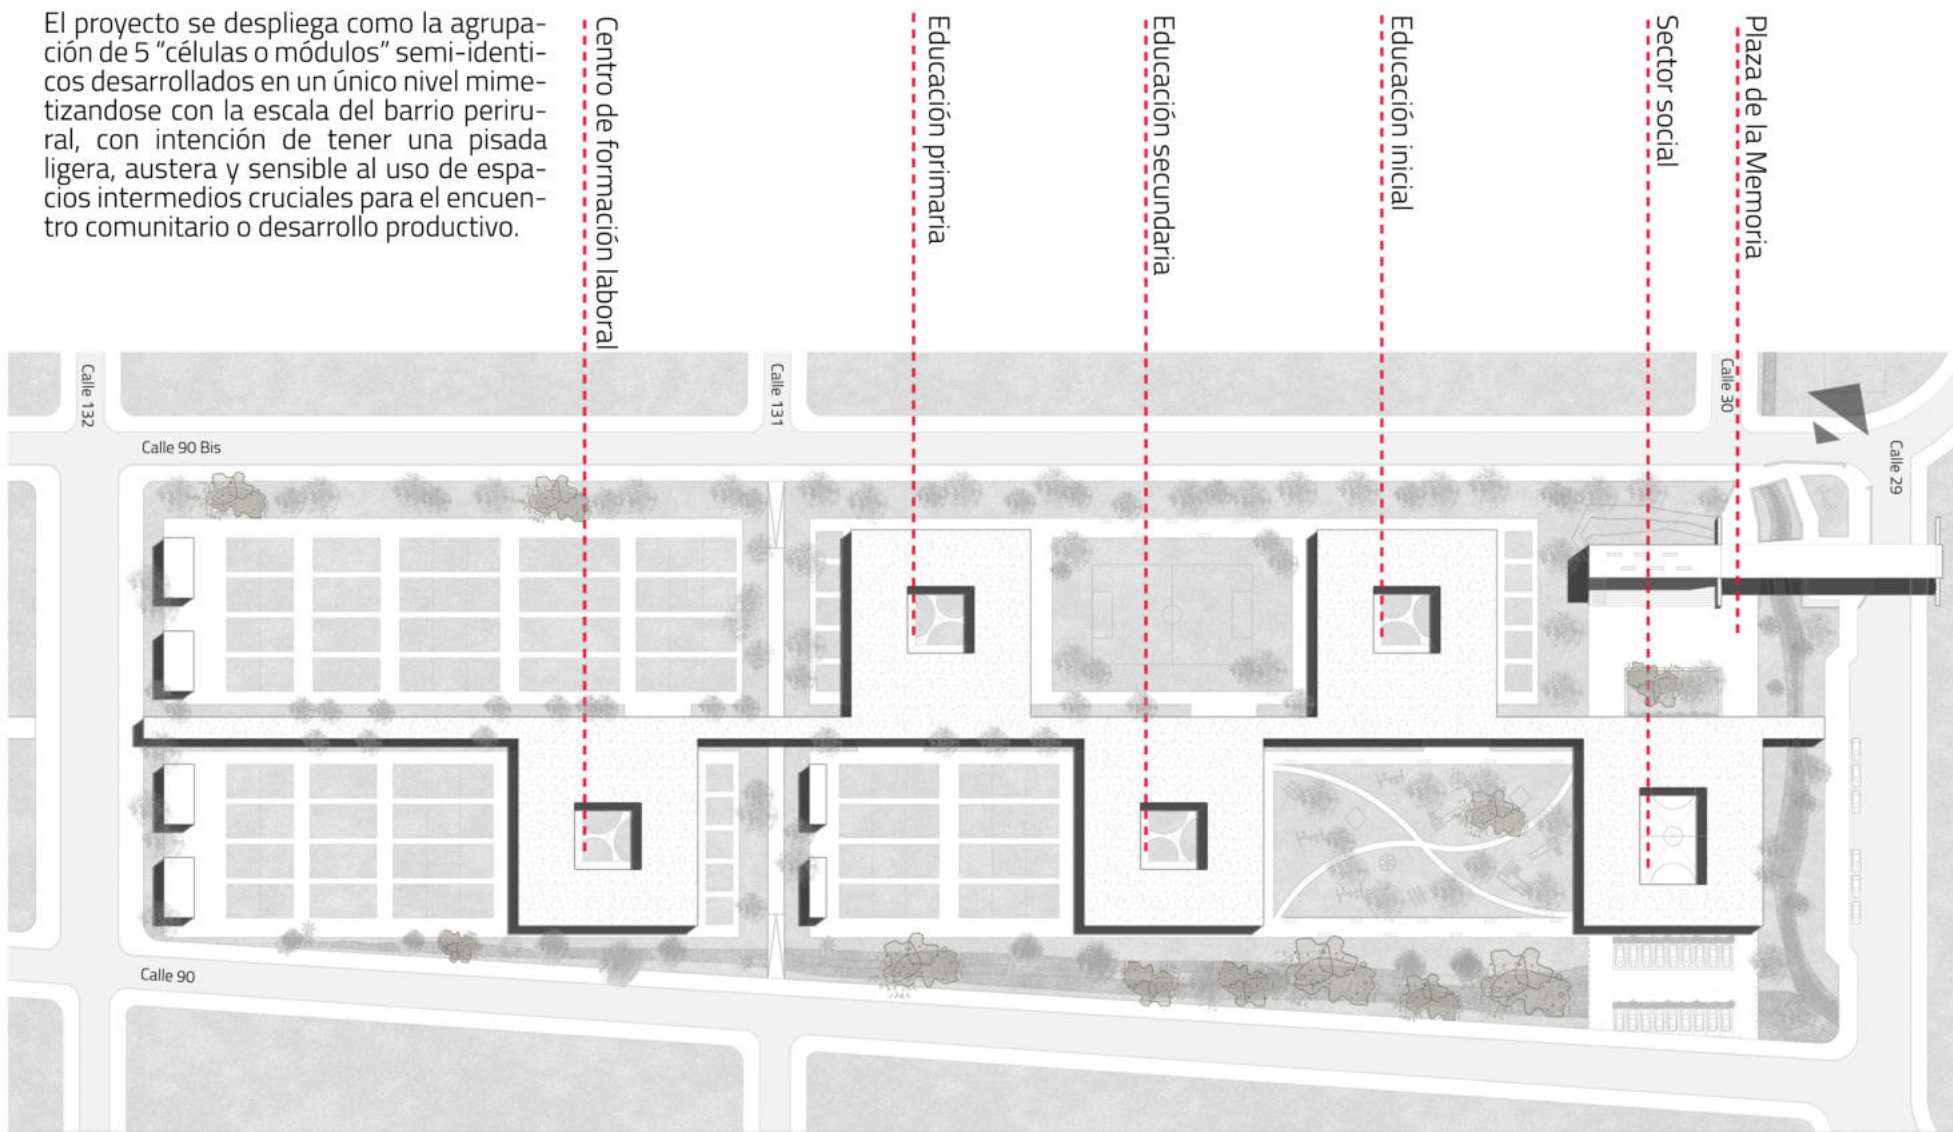 El proyecto se despliega como la agrupa-
ción de 5 "células o módulos" semi-identi-
cos desarrollados en un único nivel mime-
tizandose con la escala del barrio periru-
ral, con intención de tener una pisada
ligera, austera y sensible al uso de espa-
cios intermedios cruciales para el encuen-
tro comunitario o desarrollo productivo.
Centro de formación laboral
Educación primaria
Educación secundaria
Educación inicial
Sector social
Plaza de la Memoria
Calle 132
Calle 131
Calle 30
Calle 90 Bis
Calle 29
Calle 90